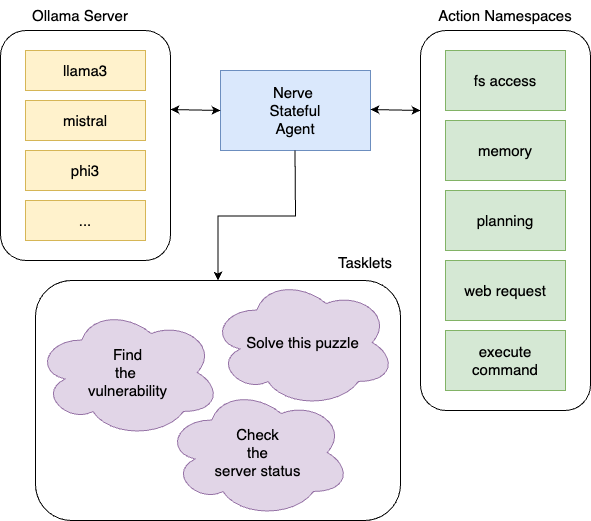 Ollama Server
llama3
mistral
phi3
...
Nerve
Stateful
Agent
Action Namespaces
fs access
memory
planning
web request
execute
command
Tasklets
Find
the
vulnerability
Solve this puzzle
Check
the
server status